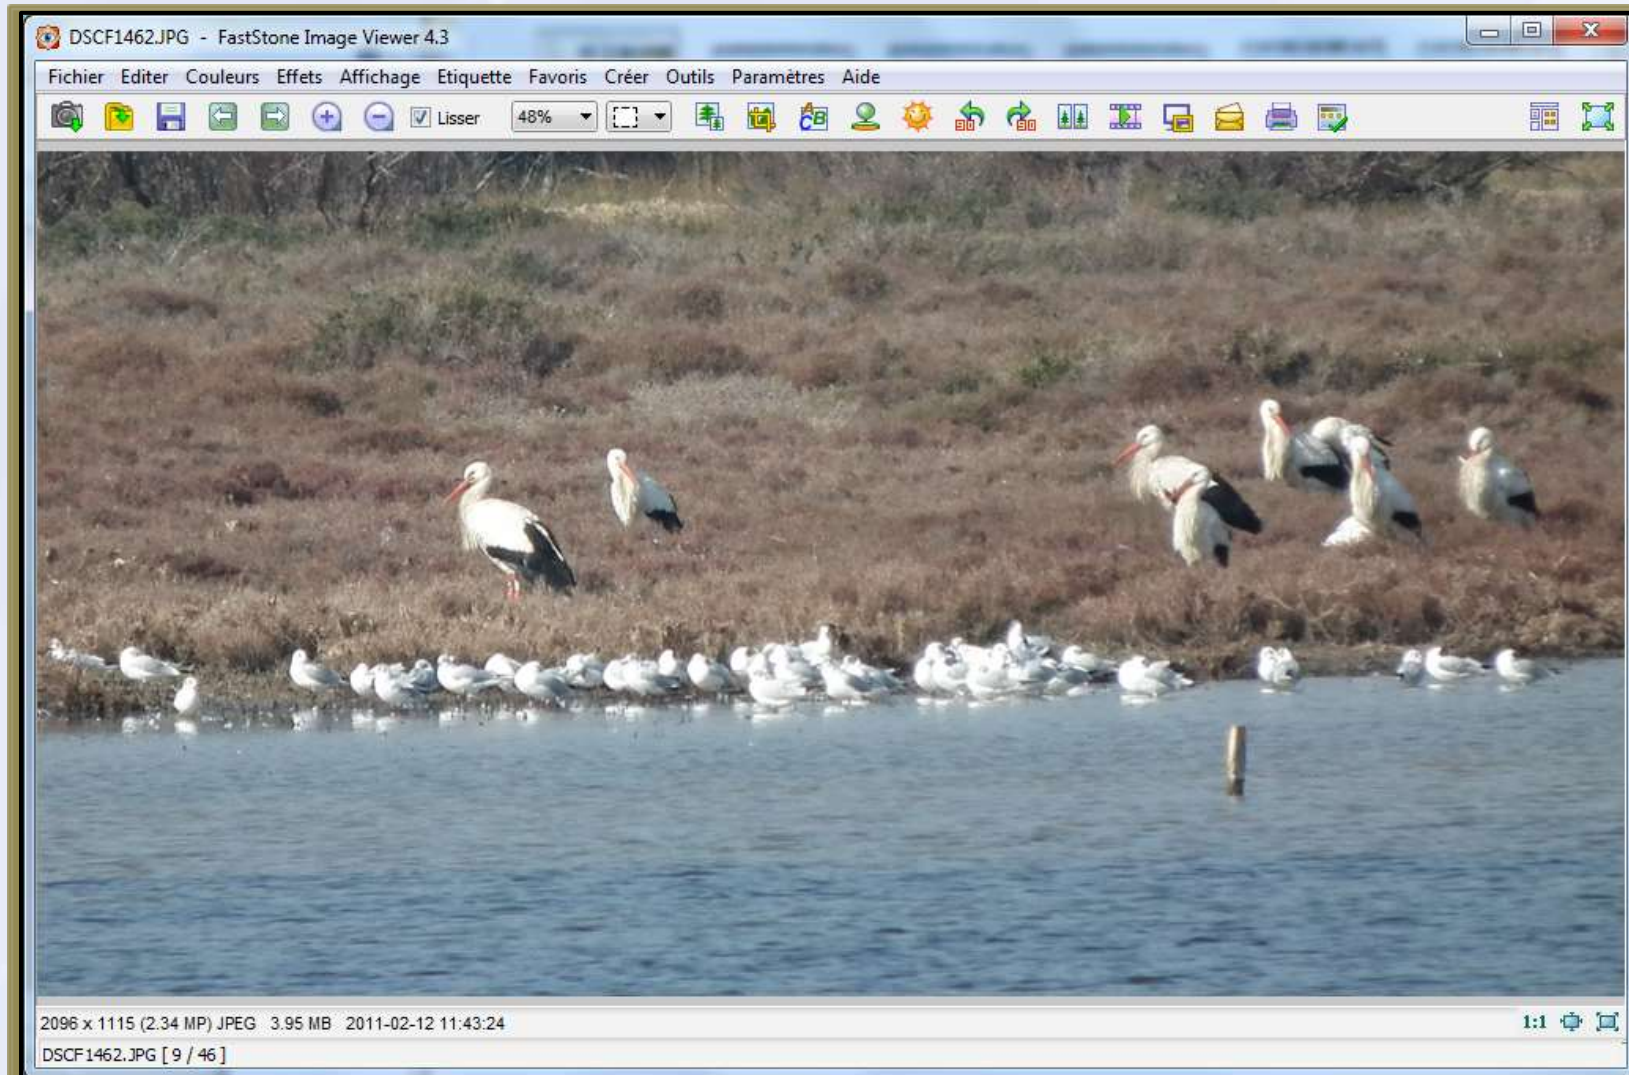 DSCF1462.JPG - FastStone Image Viewer 4.3
Fichier Editer Couleurs Effets Affichage Etiquette Favoris Créer Outils Paramètres Aide
Lisser 48%
2096 x 1115 (2.34 MP) JPEG 3.95 MB 2011-02-12 11:43:24 1:1
DSCF1462.JPG [ 9 / 46 ]